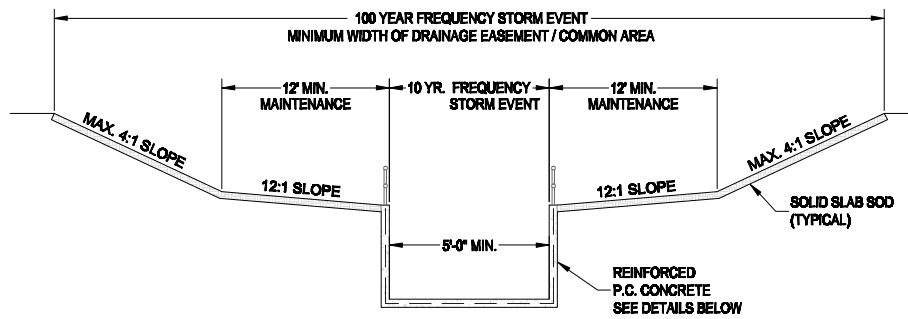 100 YEAR FREQUENCY STORM EVENT
MINIMUM WIDTH OF DRAINAGE EASEMENT / COMMON AREA
12' MIN.
MAINTENANCE
10 YR. FREQUENCY
STORM EVENT
12' MIN.
MAINTENANCE
MAX. 4:1 SLOPE
12:1 SLOPE
12:1 SLOPE
MAX. 4:1 SLOPE
SOLID SLAB SOD
(TYPICAL)
5'-0" MIN.
REINFORCED
P.C. CONCRETE
SEE DETAILS BELOW